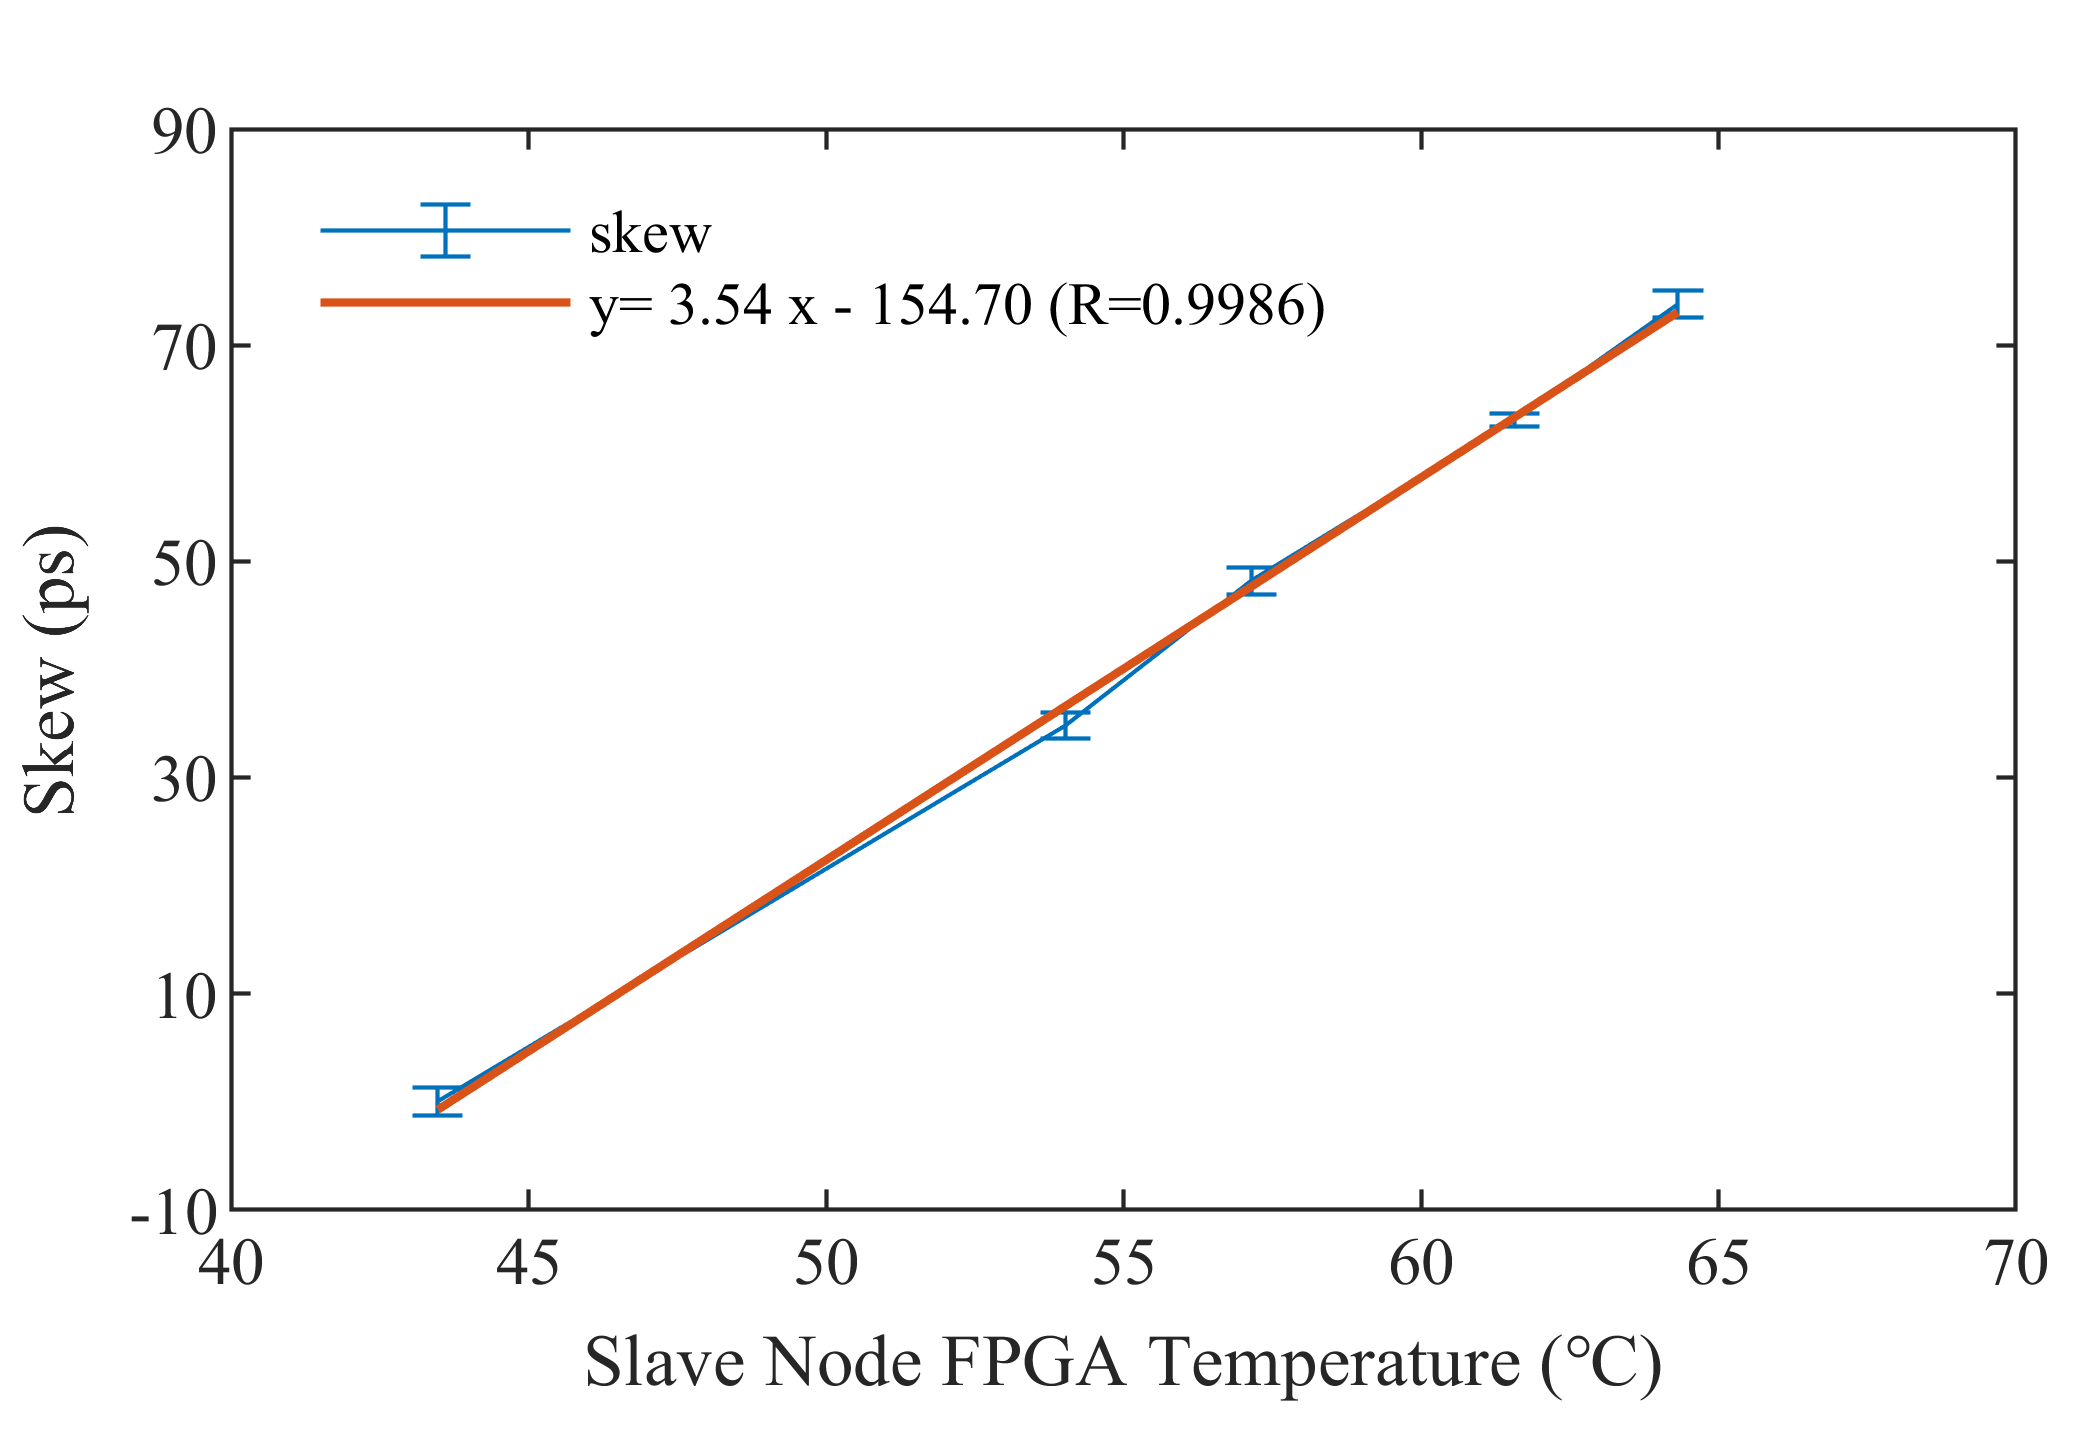 90
skew
y= 3.54 x - 154.70 (R=0.9986)
70
50
30
10
-10
Skew (ps)
40 45 50 55 60 65 70
Slave Node FPGA Temperature (℃)